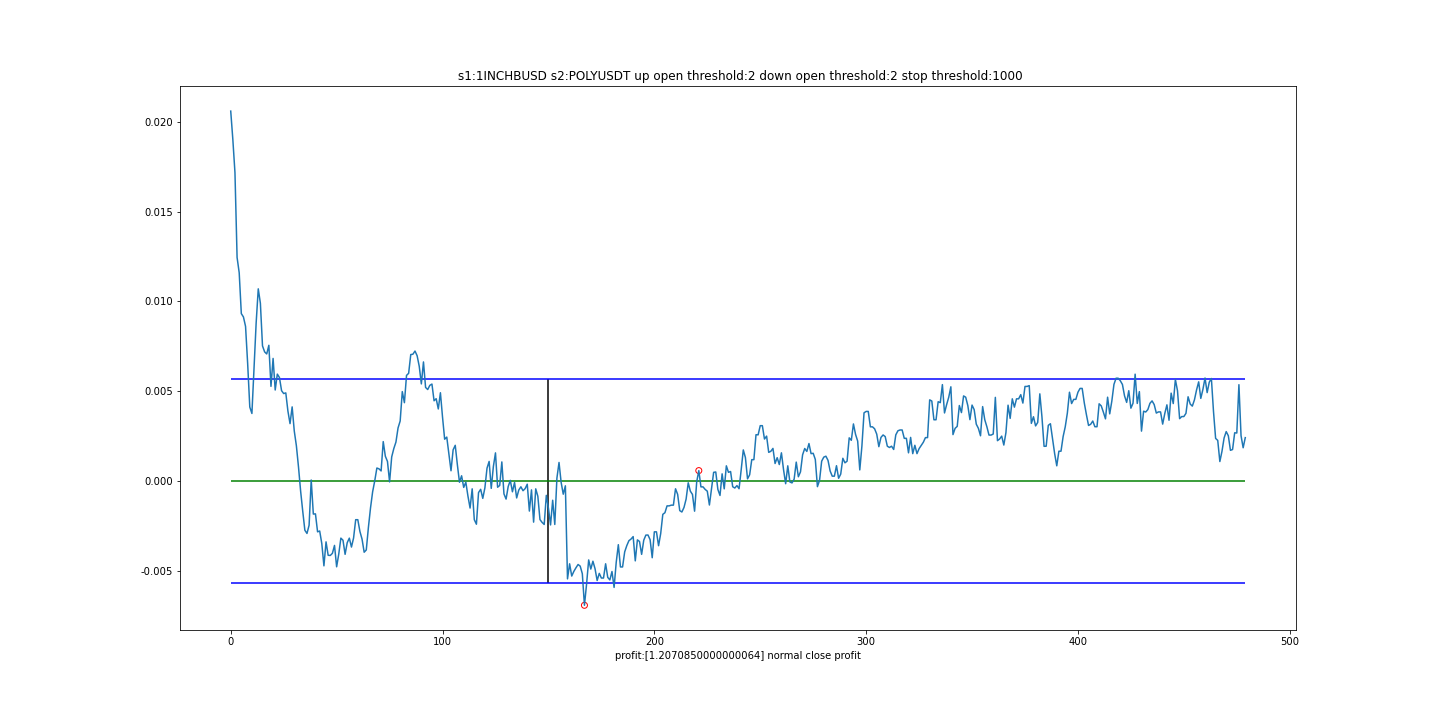 s1:1INCHBUSD s2:POLYUSDT up open threshold:2 down open threshold:2 stop threshold:1000
0.020
0.015
0.010
0.005
0.000
-0.005
0 100 200 300 400 500
profit:[1.2070850000000064] normal close profit